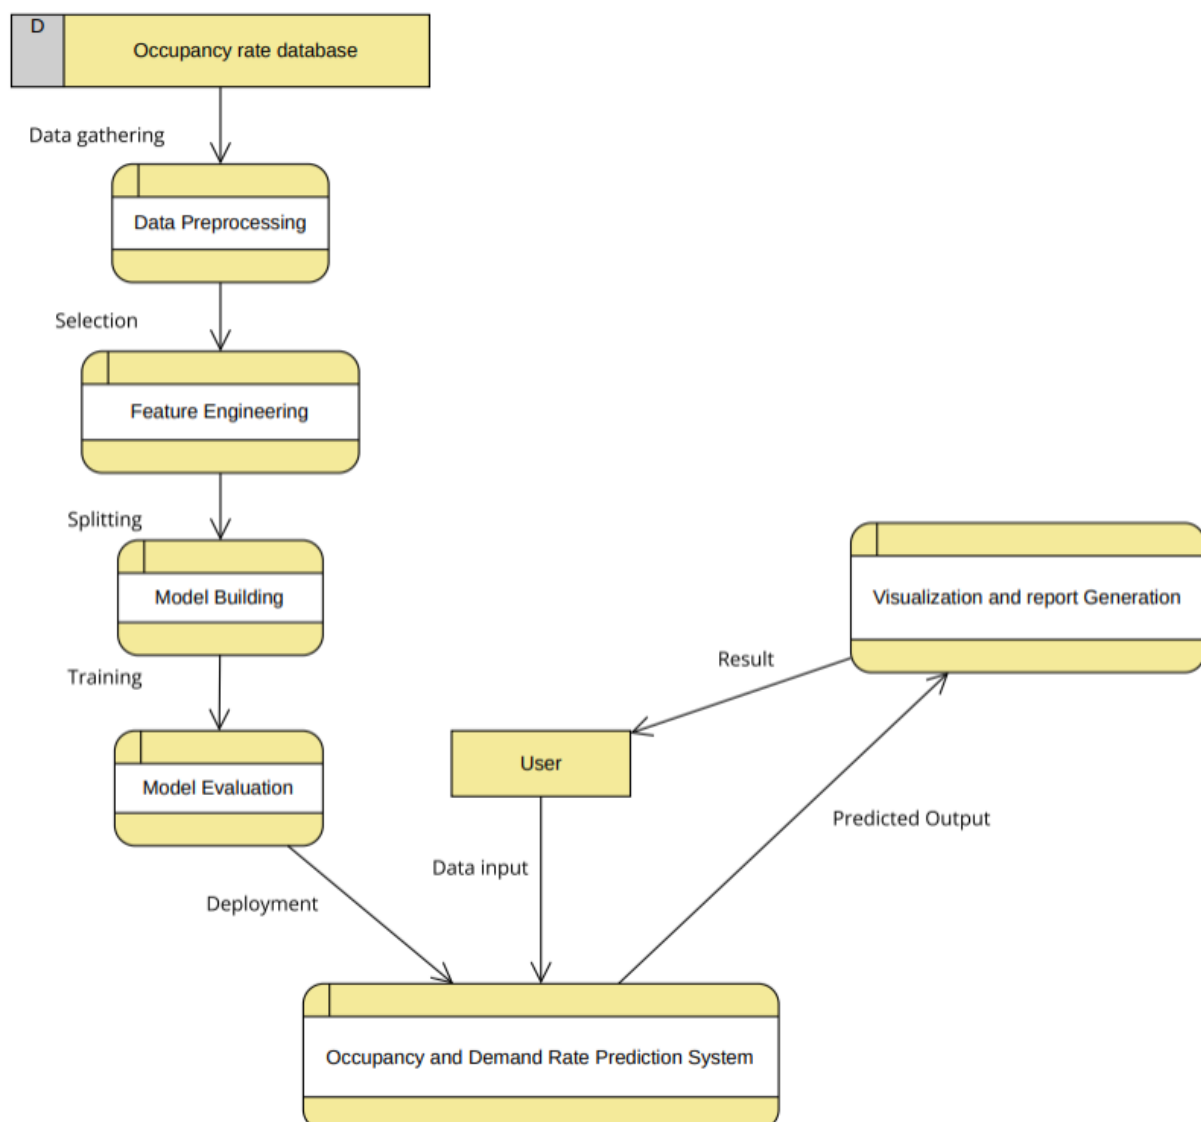 D
Occupancy rate database
Data gathering
Data Preprocessing
Selection
Feature Engineering
Splitting
Model Building
Visualization and report Generation
Training
Result
User
Model Evaluation
Predicted Output
Data input
Deployment
Occupancy and Demand Rate Prediction System